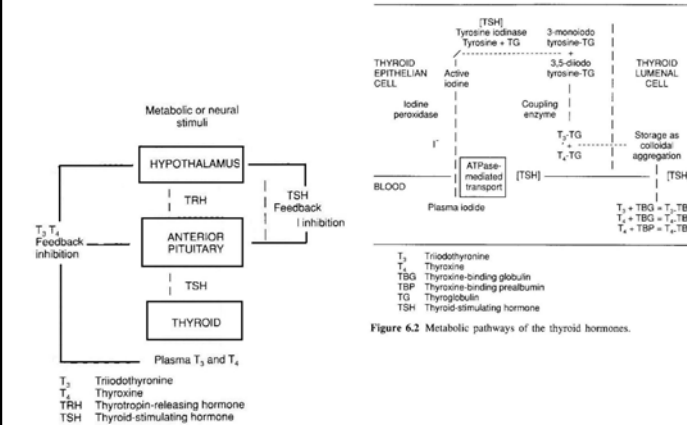 Metabolic or neural
stimuli
HYPOTHALAMUS
TRH
TSH
Feedback
inhibition
T3 T4
Feedback
inhibition
ANTERIOR
PITUITARY
TSH
THYROID
Plasma T3 and T4
T3 Triiodothyronine
T4 Thyroxine
TRH Thyrotropin-releasing hormone
TSH Thyroid-stimulating hormone
[TSH]
Tyrosine iodinase
Tyrosine + TG
3-monoiodo
tyrosine-TG
+
3,5-diiodo
tyrosine-TG
THYROID
EPITHELIAN
CELL
Active
iodine
THYROID
LUMENAL
CELL
Iodine
peroxidase
Coupling
enzyme
I-
T3-TG
+
T4-TG
Storage as
colloidal
aggregation
ATPase-
mediated
transport
[TSH]
[TSH
BLOOD
Plasma iodide
T3 + TBG = T3.TB
T4 + TBG = T4.TB
T4 + TBP = T4.TB
T3 Triiodothyronine
T4 Thyroxine
TBG Thyroxine-binding globulin
TBP Thyroxine-binding prealbumin
TG Thyroglobulin
TSH Thyroid-stimulating hormone
Figure 6.2 Metabolic pathways of the thyroid hormones.